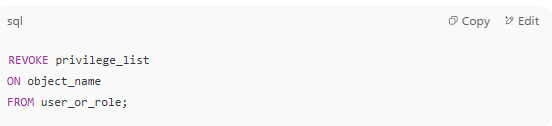 sql Copy Edit
REVOKE privilege_list
ON object_name
FROM user_or_role;